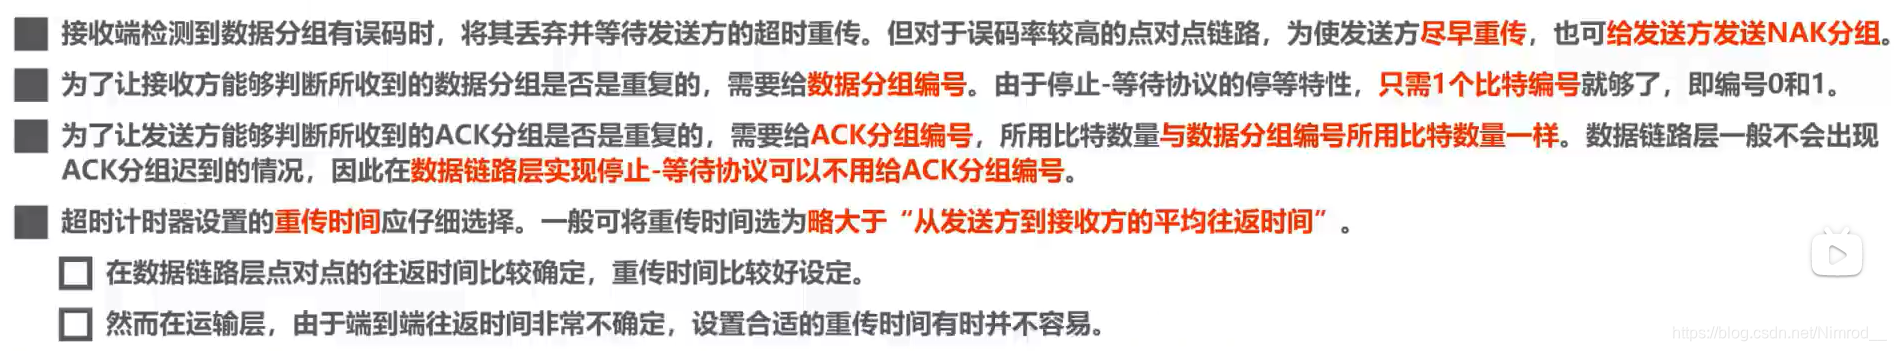 接收端检测到数据分组有误码时，将其丢弃并等待发送方的超时重传。但对于误码率较高的点对点链路，为使发送方尽早重传，也可给发送方发送NAK分组。
为了让接收方能够判断所收到的数据分组是否是重复的，需要给数据分组编号。由于停止-等待协议的停等特性，只需1个比特编号就够了，即编号0和1。
为了让发送方能够判断所收到的ACK分组是否是重复的，需要给ACK分组编号，所用比特数量与数据分组编号所用比特数量一样。数据链路层一般不会出现
ACK分组迟到的情况，因此在数据链路层实现停止-等待协议可以不用给ACK分组编号。
超时计时器设置的重传时间应仔细选择。一般可将重传时间选为略大于“从发送方到接收方的平均往返时间”。
在数据链路层点对点的往返时间比较确定，重传时间比较好设定。
然而在运输层，由于端到端往返时间非常不确定，设置合适的重传时间有时并不容易。
https://blog.csdn.net/Nimrod__